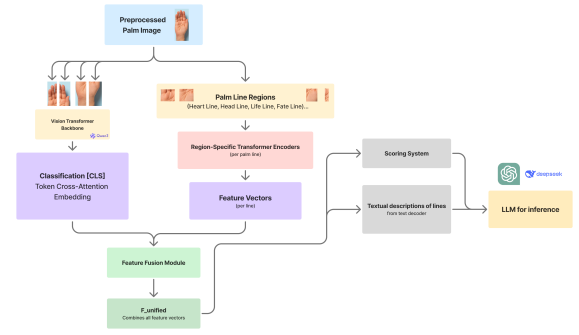 Preprocessed
Palm Image
Palm Line Regions
(Heart Line, Head Line, Life Line, Fate Line)...
Vision Transformer
Backbone
Region-Specific Transformer Encoders
(per palm line)
Classification [CLS]
Token Cross-Attention
Embedding
Feature Vectors
(per line)
Scoring System
Textual descriptions of lines
from text decoder
deepseek
LLM for inference
Feature Fusion Module
F_unified
Combines all feature vectors